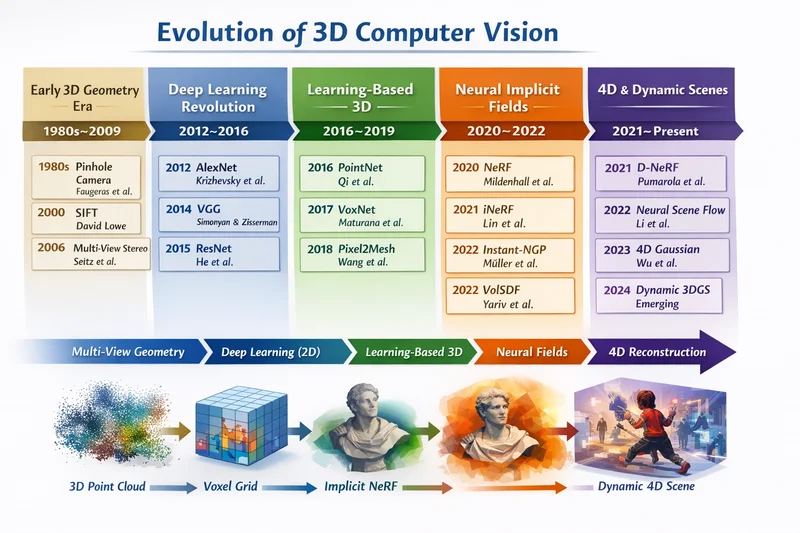 Evolution of 3D Computer Vision
Early 3D Geometry
Era
1980s~2009
1980s Pinhole
Camera
Faugeras et al.
2000 SIFT
David Lowe
2006 Multi-View Stereo
Seitz et al.
Deep Learning
Revolution
2012~2016
2012 AlexNet
Krizhevsky et al.
2014 VGG
Simonyan & Zisserman
2015 ResNet
He et al.
Learning-Based
3D
2016~2019
2016 PointNet
Qi et al.
2017 VoxNet
Maturana et al.
2018 Pixel2Mesh
Wang et al.
Neural Implicit
Fields
2020~2022
2020 NeRF
Mildenhall et al.
2021 iNeRF
Lin et al.
2022 Instant-NGP
Müller et al.
2022 VolSDF
Yariv et al.
4D & Dynamic Scenes
2021~Present
2021 D-NeRF
Pumarola et al.
2022 Neural Scene Flow
Li et al.
2023 4D Gaussian
Wu et al.
2024 Dynamic 3DGS
Emerging
Multi-View Geometry
Deep Learning (2D)
Learning-Based 3D
Neural Fields
4D Reconstruction
3D Point Cloud
Voxel Grid
Implicit NeRF
Dynamic 4D Scene